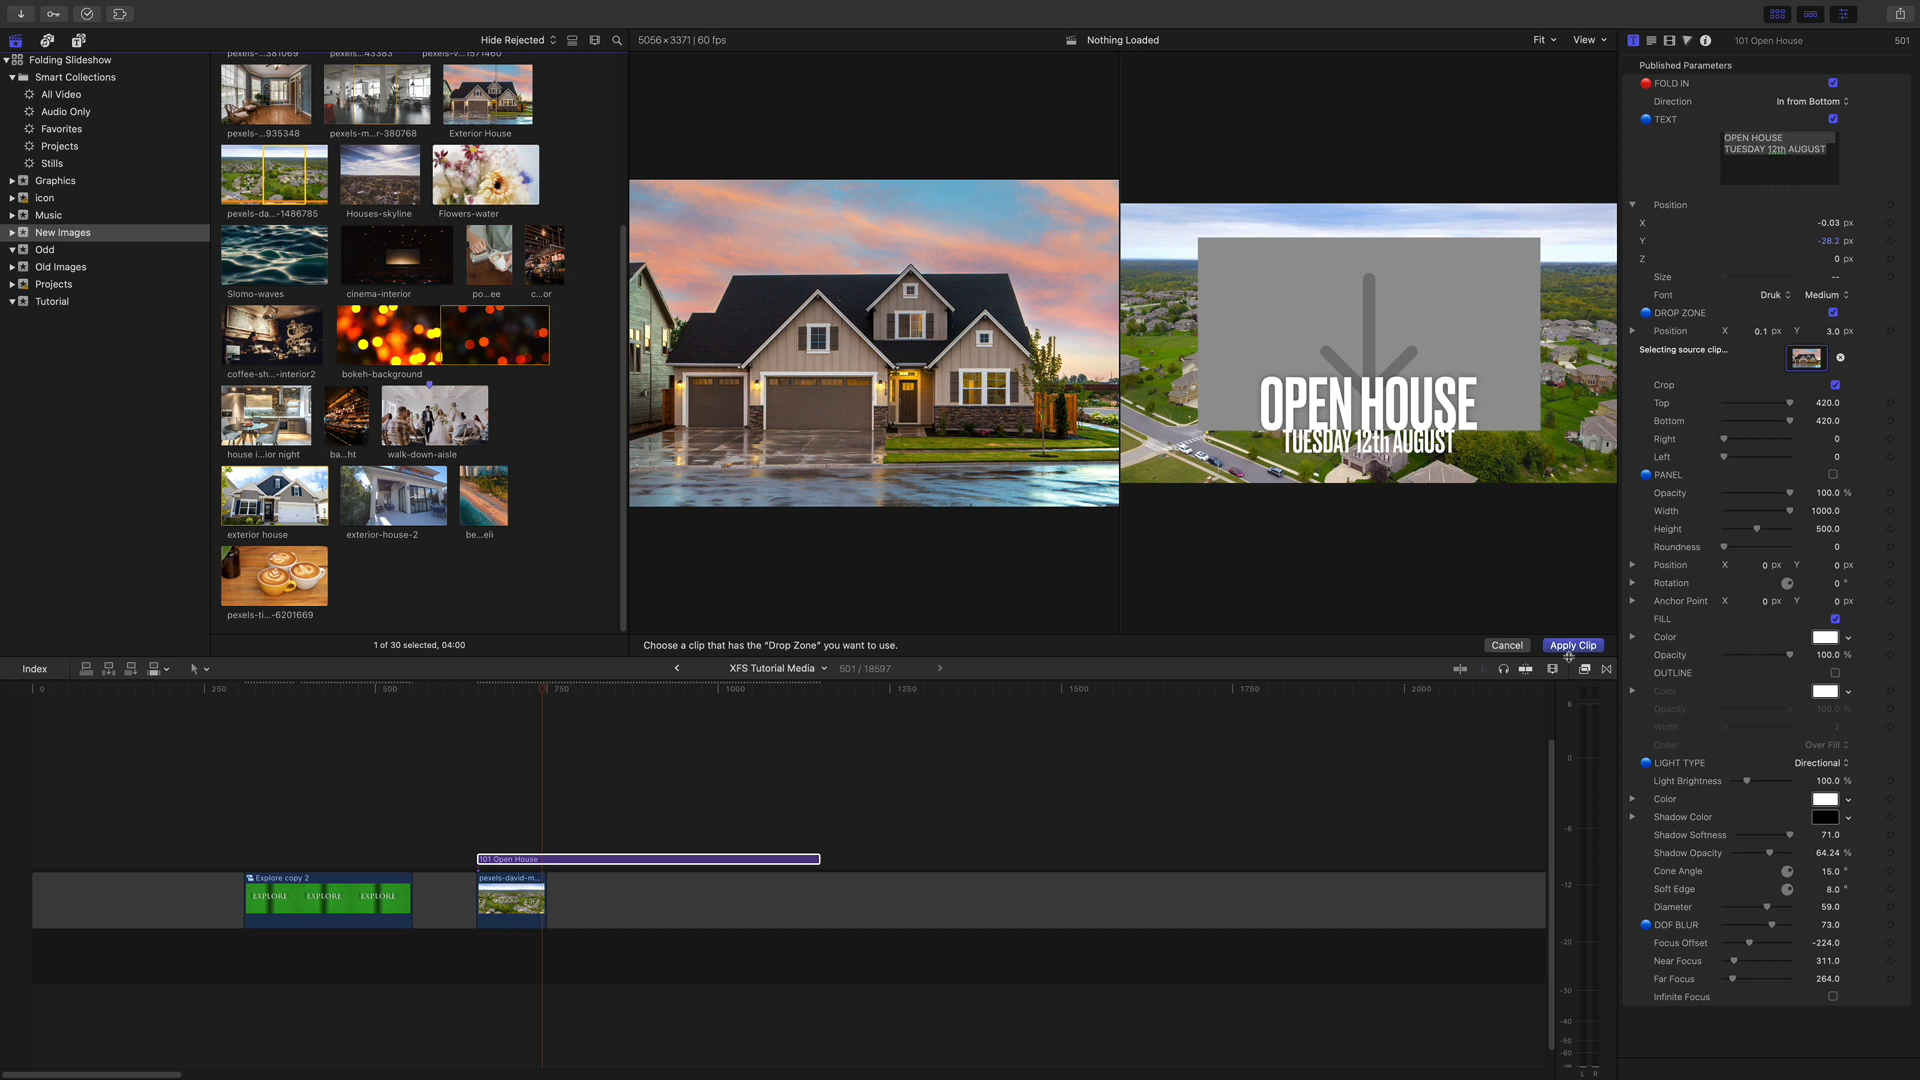 Hide Rejected
5056×3371 | 60 fps
Nothing Loaded
Fit
View
101 Open House
501
Folding Slideshow
Smart Collections
All Video
Audio Only
Favorites
Projects
Stills
Graphics
icon
Music
New Images
Odd
Old Images
Projects
Tutorial
pexels-...935348
pexels-m...r-380768
Exterior House
pexels-da...-1486785
Houses-skyline
Flowers-water
Slomo-waves
cinema-interior
po...ee
c...or
coffee-sh...-interior2
bokeh-background
house i...ior night
ba...ht
walk-down-aisle
exterior house
exterior-house-2
be...eli
pexels-ti...-6201669
1 of 30 selected, 04:00
OPEN HOUSE
TUESDAY 12th AUGUST
Choose a clip that has the “Drop Zone” you want to use.
Cancel
Apply Clip
Published Parameters
FOLD IN
Direction
In from Bottom
TEXT
OPEN HOUSE
TUESDAY 12th AUGUST
Position
X -0.03 px
Y -28.2 px
Z 0 px
Size --
Font Druk Medium
DROP ZONE
Position X 0.1 px Y 3.0 px
Selecting source clip...
Crop
Top 420.0
Bottom 420.0
Right 0
Left 0
PANEL
Opacity 100.0 %
Width 1000.0
Height 500.0
Roundness 0
Position X 0 px Y 0 px
Rotation 0 °
Anchor Point X 0 px Y 0 px
FILL
Color
Opacity 100.0 %
OUTLINE
Color
Opacity 100.0 %
Width 2
Order Over Fill
LIGHT TYPE Directional
Light Brightness 100.0 %
Color
Shadow Color
Shadow Softness 71.0
Shadow Opacity 64.24 %
Cone Angle 15.0 °
Soft Edge 8.0 °
Diameter 59.0
DOF BLUR 73.0
Focus Offset -224.0
Near Focus 311.0
Far Focus 264.0
Infinite Focus
Index
XFS Tutorial Media
501 / 18597
0 250 500 750 1000 1250 1500 1750 2000
101 Open House
Explore copy 2
EXPLORE EXPLORE EXPLORE
pexels-david-m...
6
0
-6
-12
-20
-30
-40
-50
-60
-∞
L R